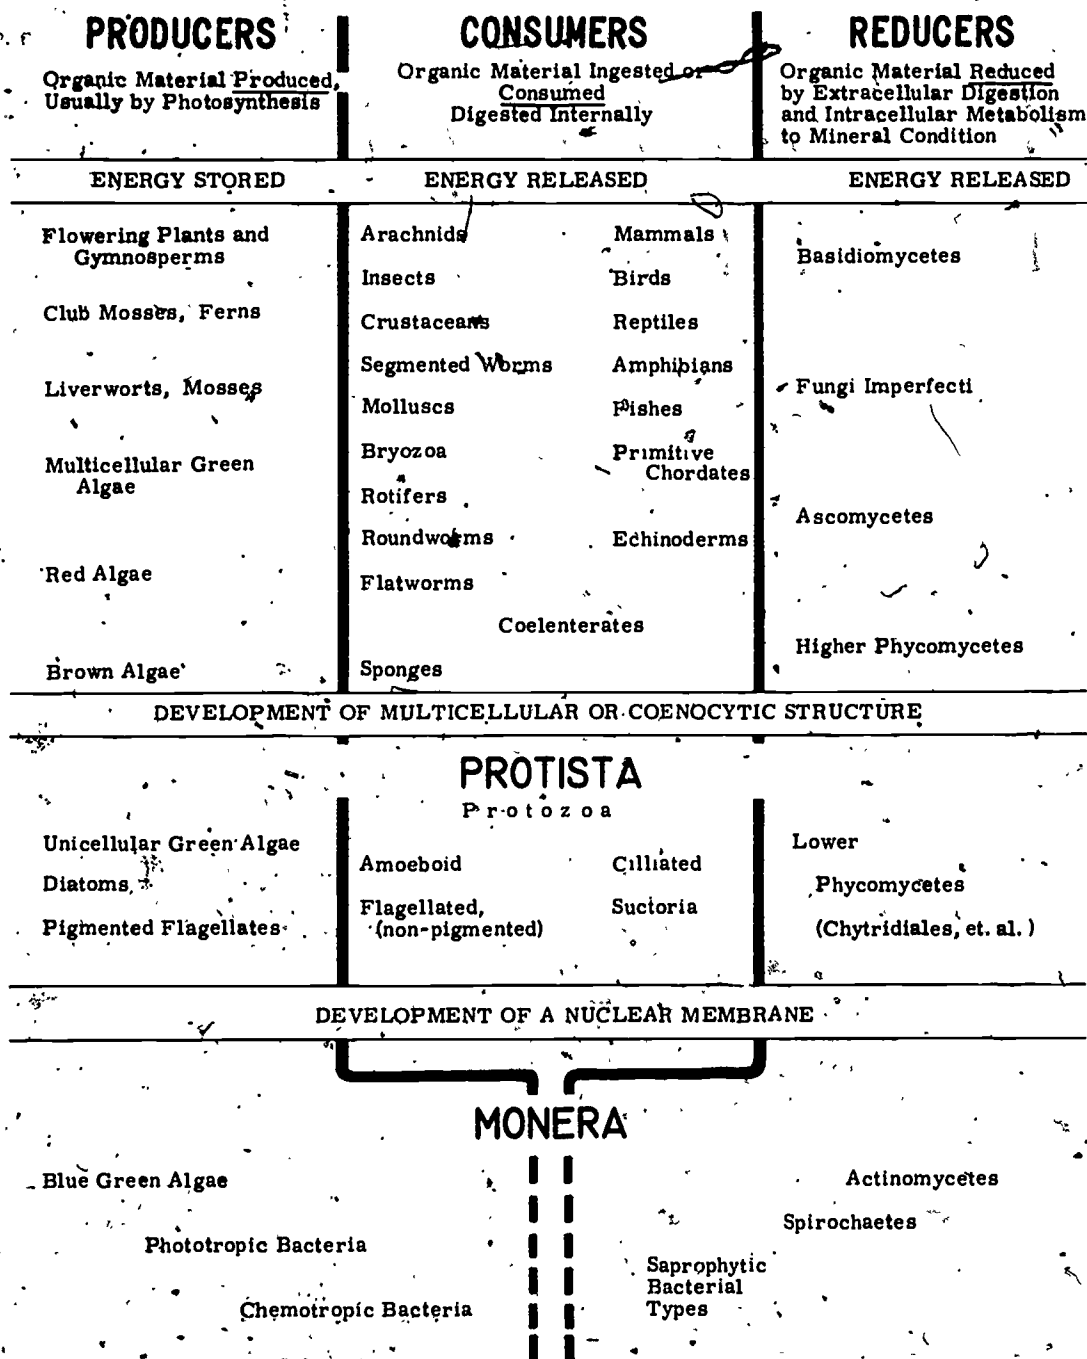 PRODUCERS
Organic Material Produced,
Usually by Photosynthesis
CONSUMERS
Organic Material Ingested or
Consumed
Digested Internally
REDUCERS
Organic Material Reduced
by Extracellular Digestion
and Intracellular Metabolism
to Mineral Condition
ENERGY STORED
ENERGY RELEASED
ENERGY RELEASED
Flowering Plants and
Gymnosperms
Club Mosses, Ferns
Liverworts, Mosses
Multicellular Green
Algae
Red Algae
Brown Algae
Arachnids
Insects
Crustaceans
Segmented Worms
Molluscs
Bryozoa
Rotifers
Roundworms
Flatworms
Mammals
Birds
Reptiles
Amphibians
Fishes
Primitive
Chordates
Echinoderms
Coelenterates
Sponges
Basidiomycetes
Fungi Imperfecti
Ascomycetes
Higher Phycomycetes
DEVELOPMENT OF MULTICELLULAR OR COENOCYTIC STRUCTURE
PROTISTA
Protozoa
Unicellular Green Algae
Diatoms
Pigmented Flagellates
Amoeboid
Flagellated,
(non-pigmented)
Cilliated
Suctoria
Lower
Phycomycetes
(Chytridiales, et. al.)
DEVELOPMENT OF A NUCLEAR MEMBRANE
MONERA
Blue Green Algae
Phototropic Bacteria
Chemotropic Bacteria
Actinomycetes
Spirochaetes
Saprophytic
Bacterial
Types